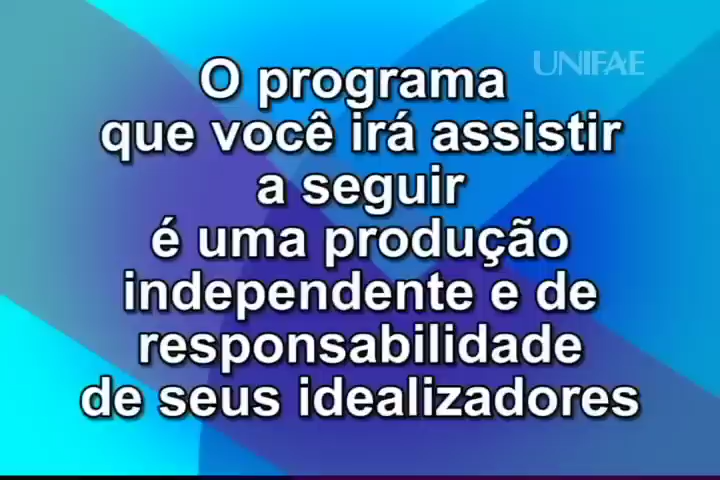 UNIFAE
O programa
que você irá assistir
a seguir
é uma produção
independente e de
responsabilidade
de seus idealizadores